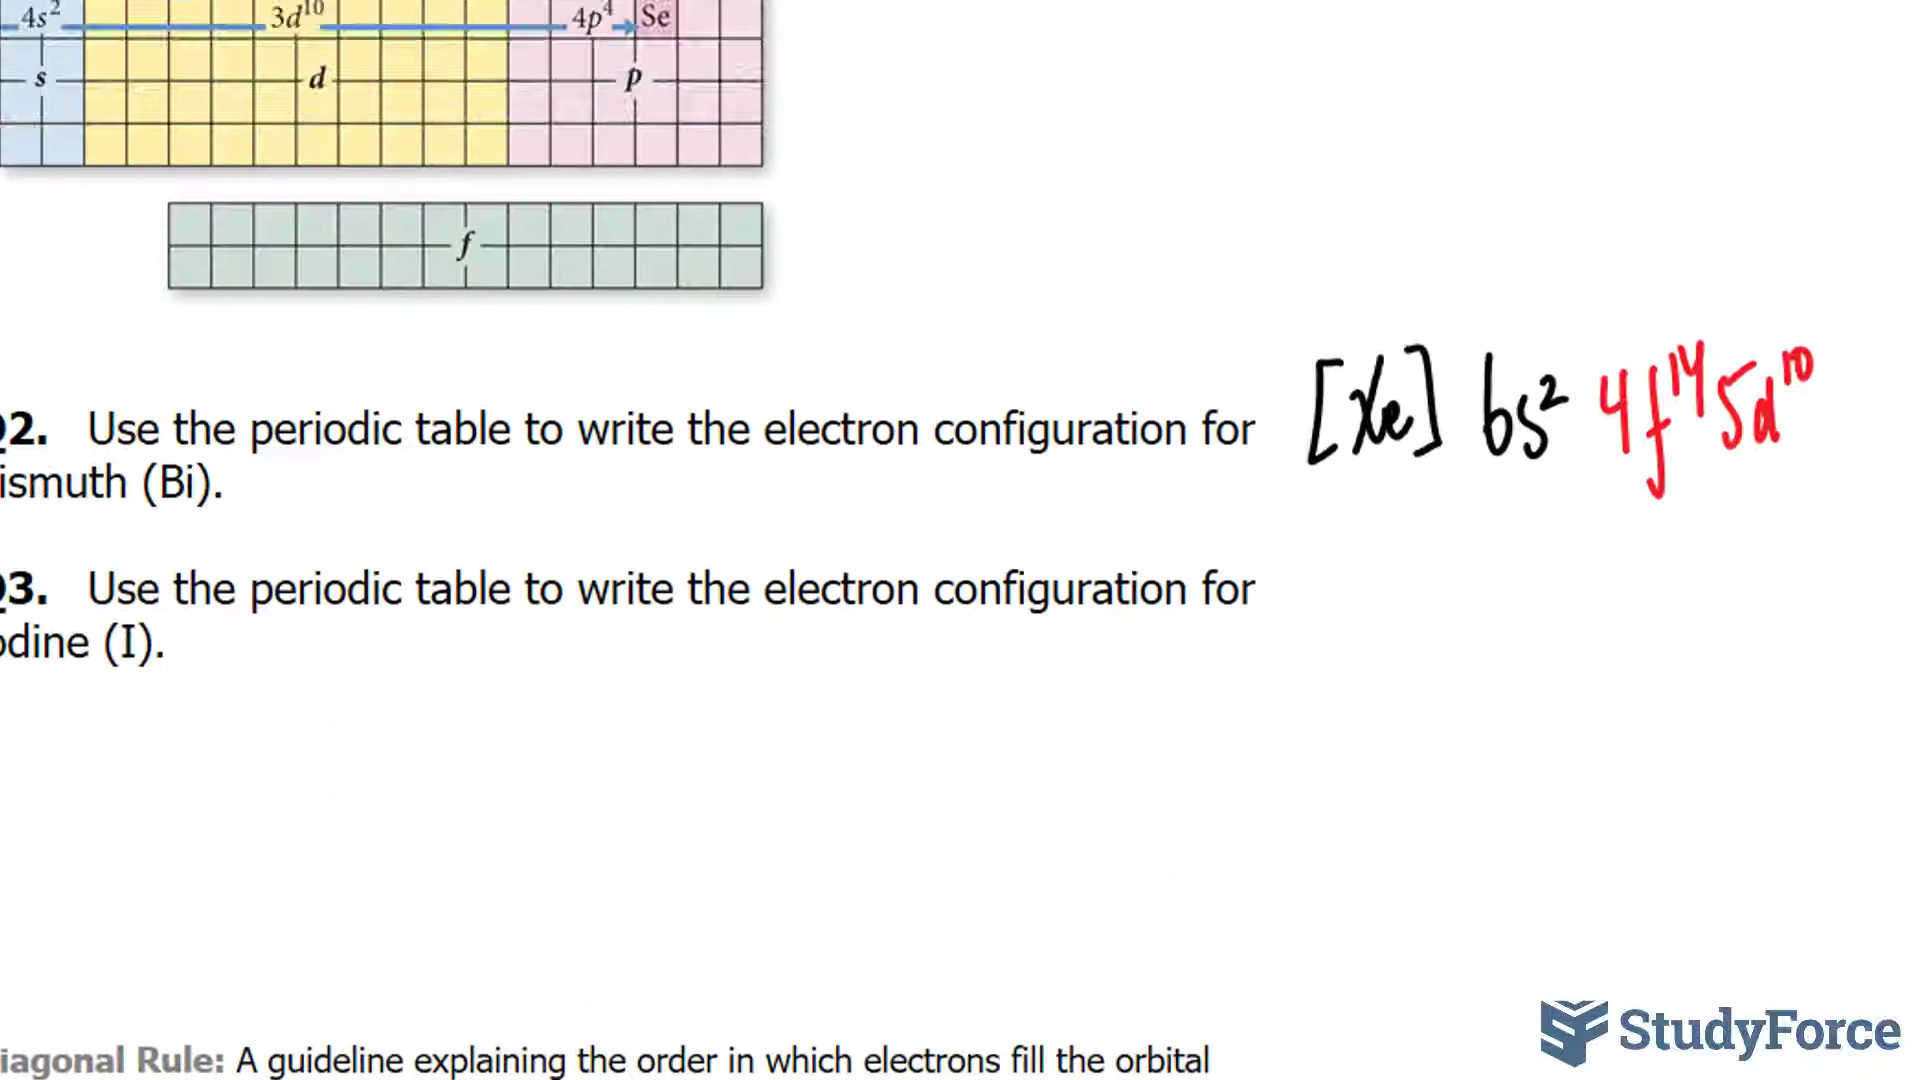 4s² 3d¹⁰ 4p⁴ Se
s d p
f
[Xe] 6s² 4f¹⁴ 5d¹⁰
2. Use the periodic table to write the electron configuration for
ismuth (Bi).
3. Use the periodic table to write the electron configuration for
odine (I).
iagonal Rule: A guideline explaining the order in which electrons fill the orbital
StudyForce